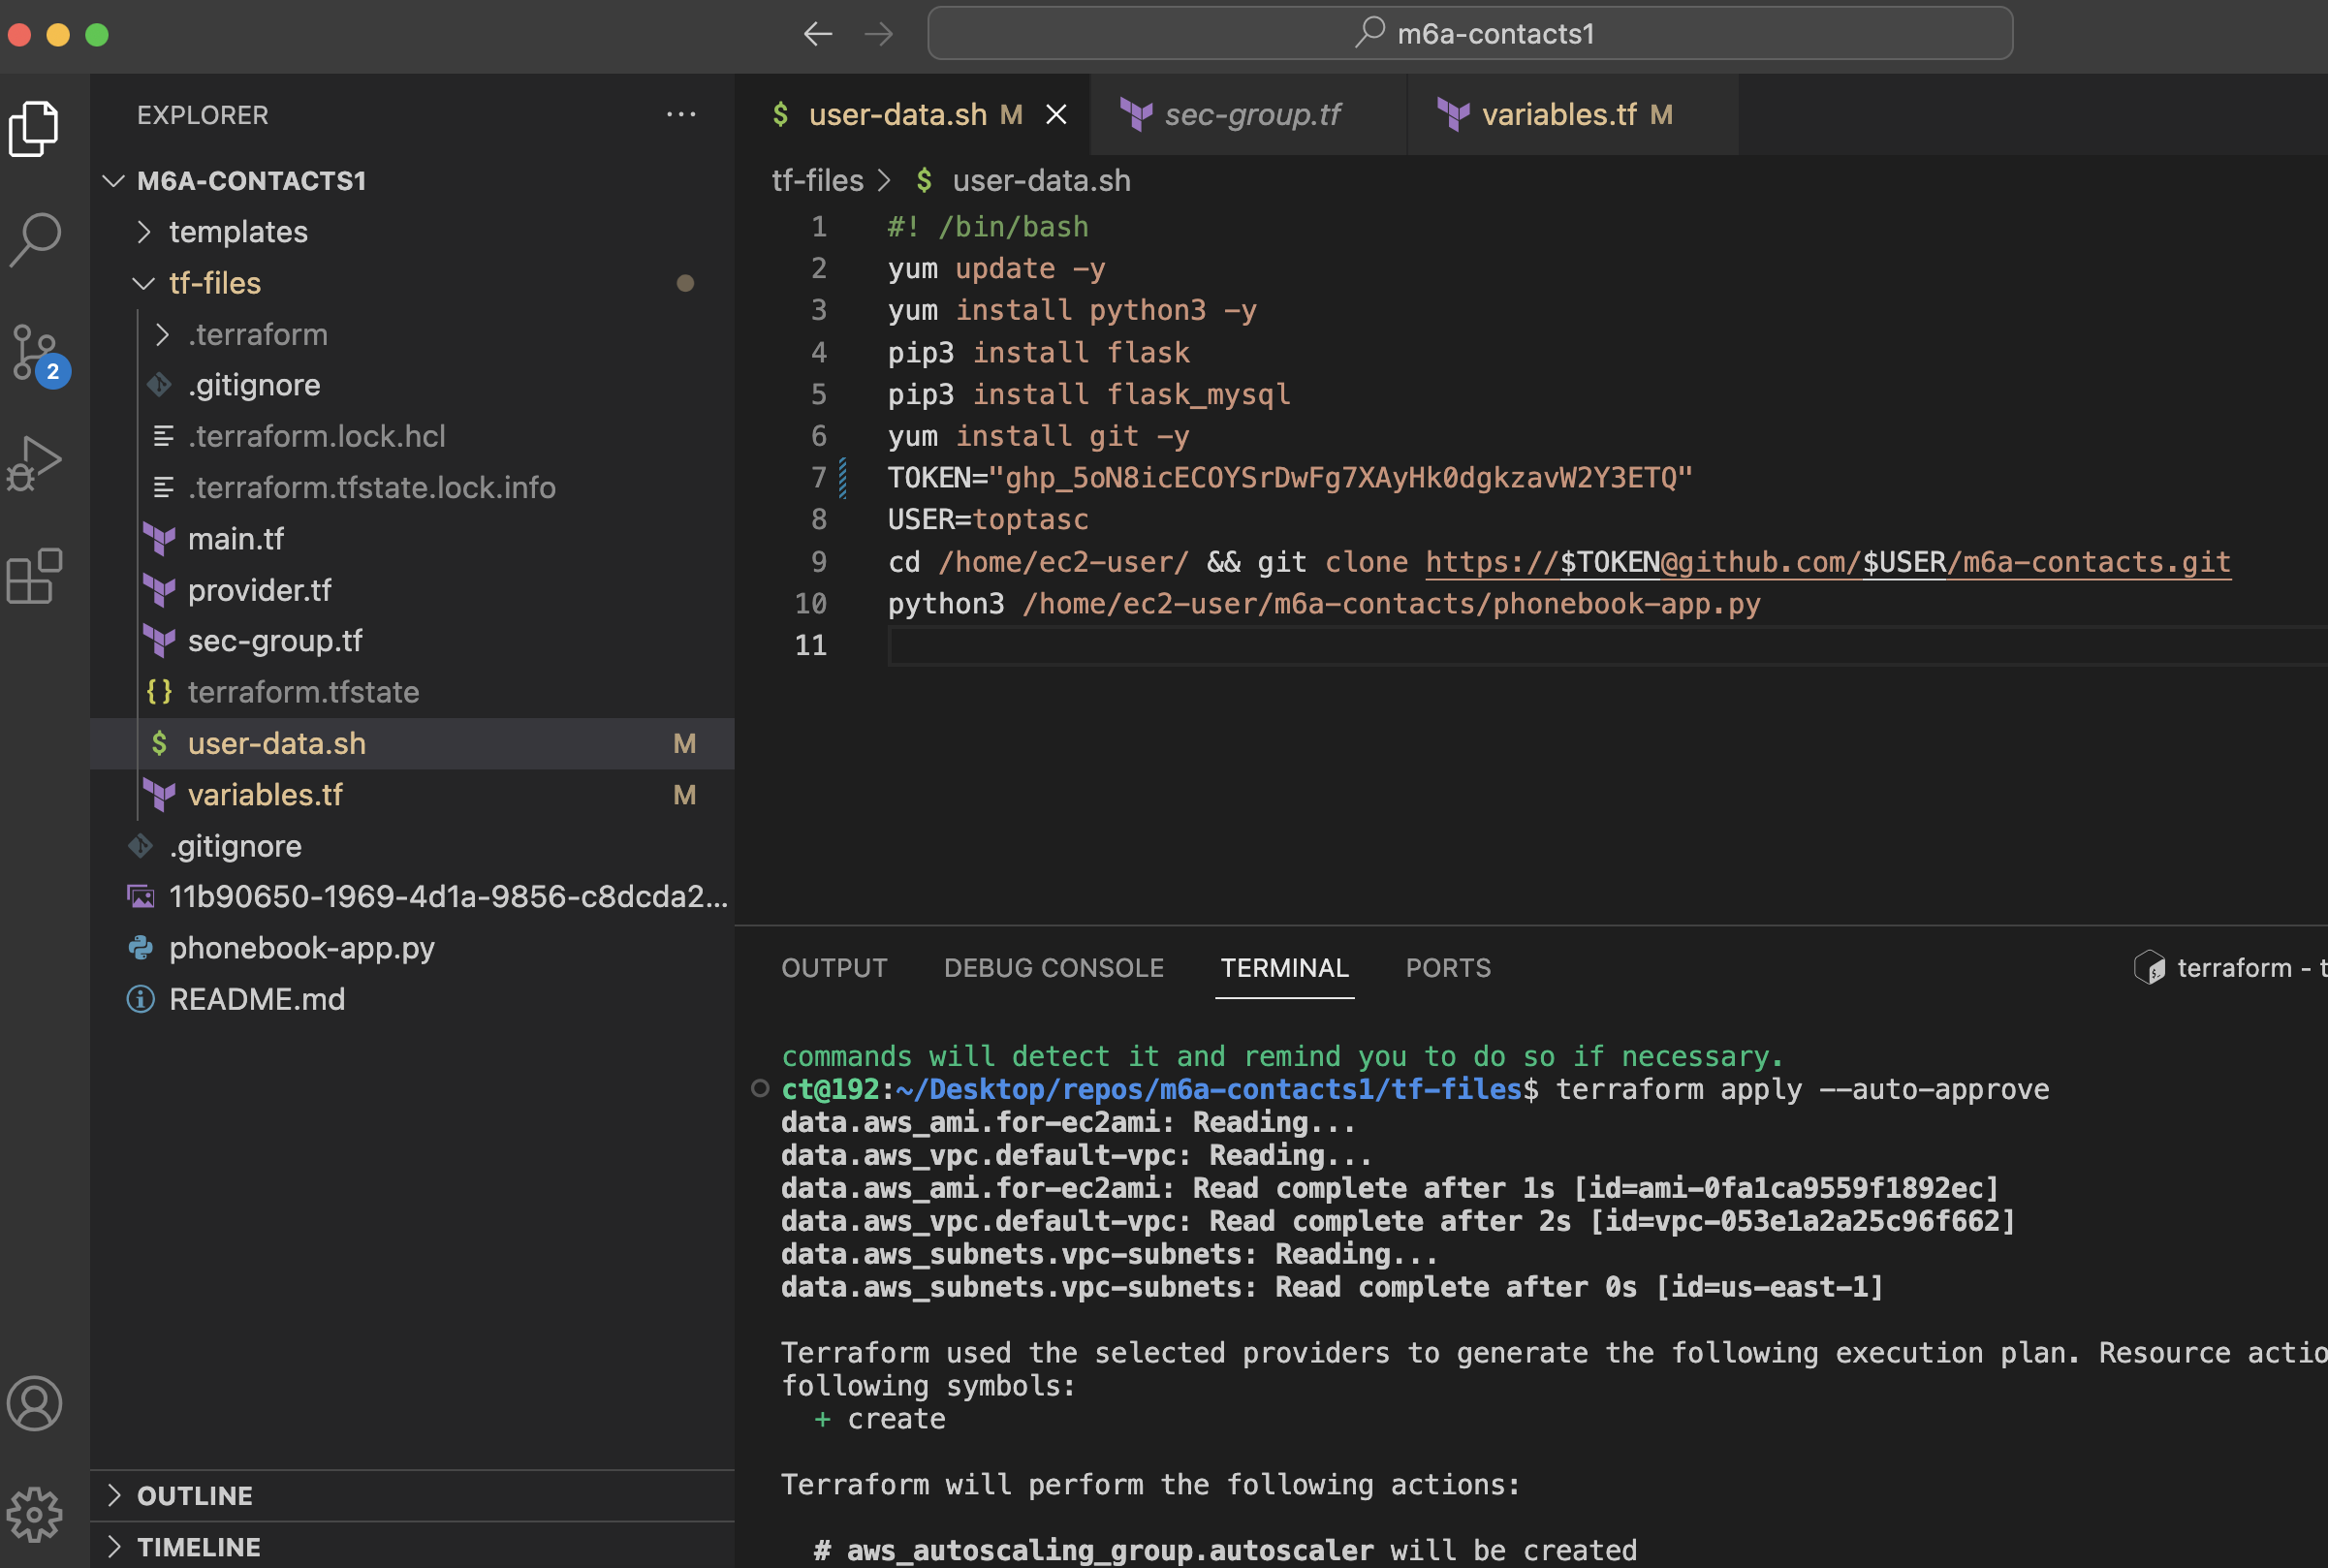 m6a-contacts1
EXPLORER
M6A-CONTACTS1
templates
tf-files
.terraform
.gitignore
.terraform.lock.hcl
.terraform.tfstate.lock.info
main.tf
provider.tf
sec-group.tf
terraform.tfstate
user-data.sh M
variables.tf M
.gitignore
11b90650-1969-4d1a-9856-c8dcda2...
phonebook-app.py
README.md
OUTLINE
TIMELINE
2
user-data.sh M
sec-group.tf
variables.tf M
tf-files > $ user-data.sh
1 #! /bin/bash
2 yum update -y
3 yum install python3 -y
4 pip3 install flask
5 pip3 install flask_mysql
6 yum install git -y
7 TOKEN="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"
8 USER=toptasc
9 cd /home/ec2-user/ && git clone https://$TOKEN@github.com/$USER/m6a-contacts.git
10 python3 /home/ec2-user/m6a-contacts/phonebook-app.py
11
OUTPUT DEBUG CONSOLE TERMINAL PORTS
terraform - t
commands will detect it and remind you to do so if necessary.
ct@192:~/Desktop/repos/m6a-contacts1/tf-files$ terraform apply --auto-approve
data.aws_ami.for-ec2ami: Reading...
data.aws_vpc.default-vpc: Reading...
data.aws_ami.for-ec2ami: Read complete after 1s [id=ami-0fa1ca9559f1892ec]
data.aws_vpc.default-vpc: Read complete after 2s [id=vpc-053e1a2a25c96f662]
data.aws_subnets.vpc-subnets: Reading...
data.aws_subnets.vpc-subnets: Read complete after 0s [id=us-east-1]
Terraform used the selected providers to generate the following execution plan. Resource actio
following symbols:
+ create
Terraform will perform the following actions:
# aws_autoscaling_group.autoscaler will be created